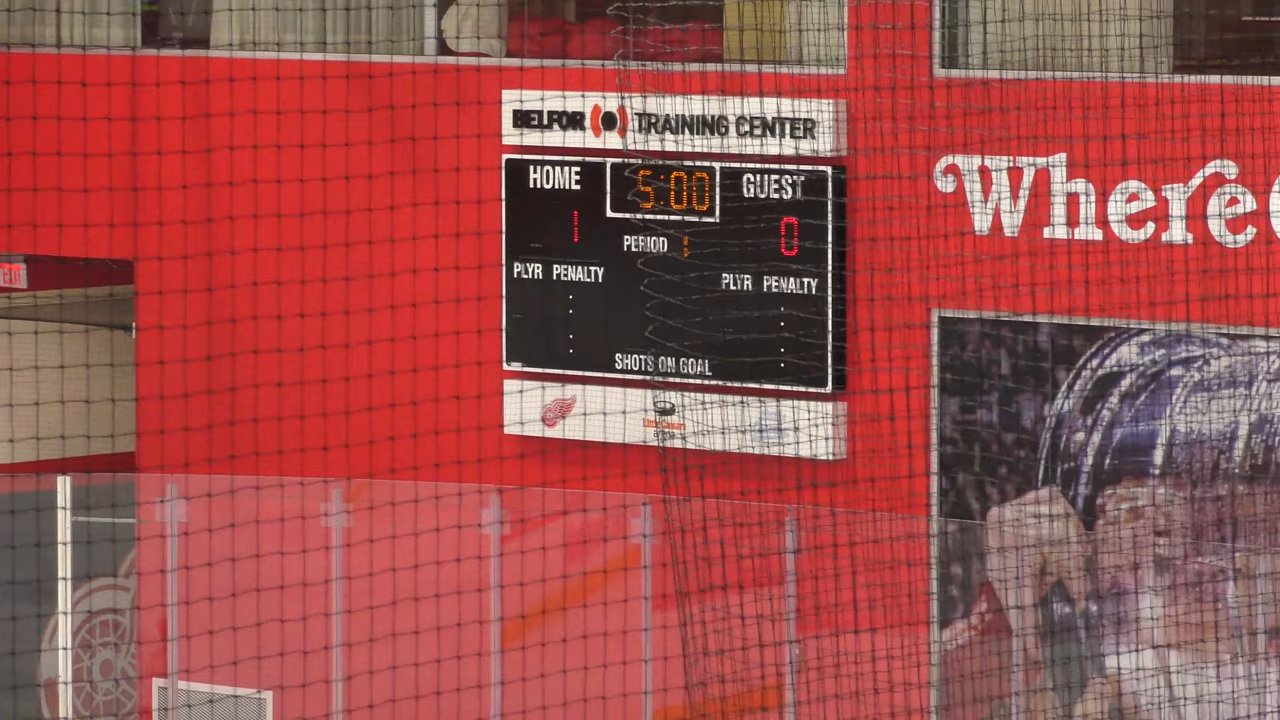 BELFOR TRAINING CENTER
HOME 5:00 GUEST
1 PERIOD 1 0
PLYR PENALTY PLYR PENALTY
SHOTS ON GOAL
Where
EXIT